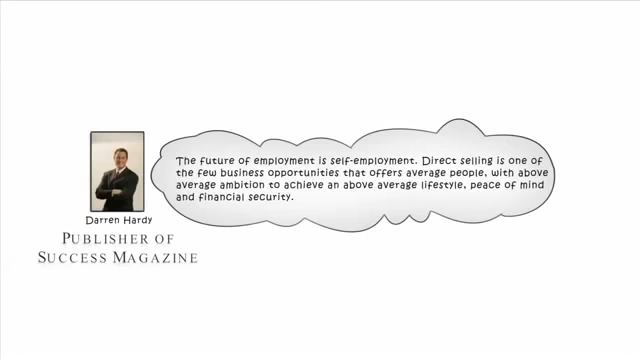 The future of employment is self-employment. Direct selling is one of
the few business opportunities that offers average people, with above
average ambition to achieve an above average lifestyle, peace of mind
and financial security.
Darren Hardy
PUBLISHER OF
SUCCESS MAGAZINE